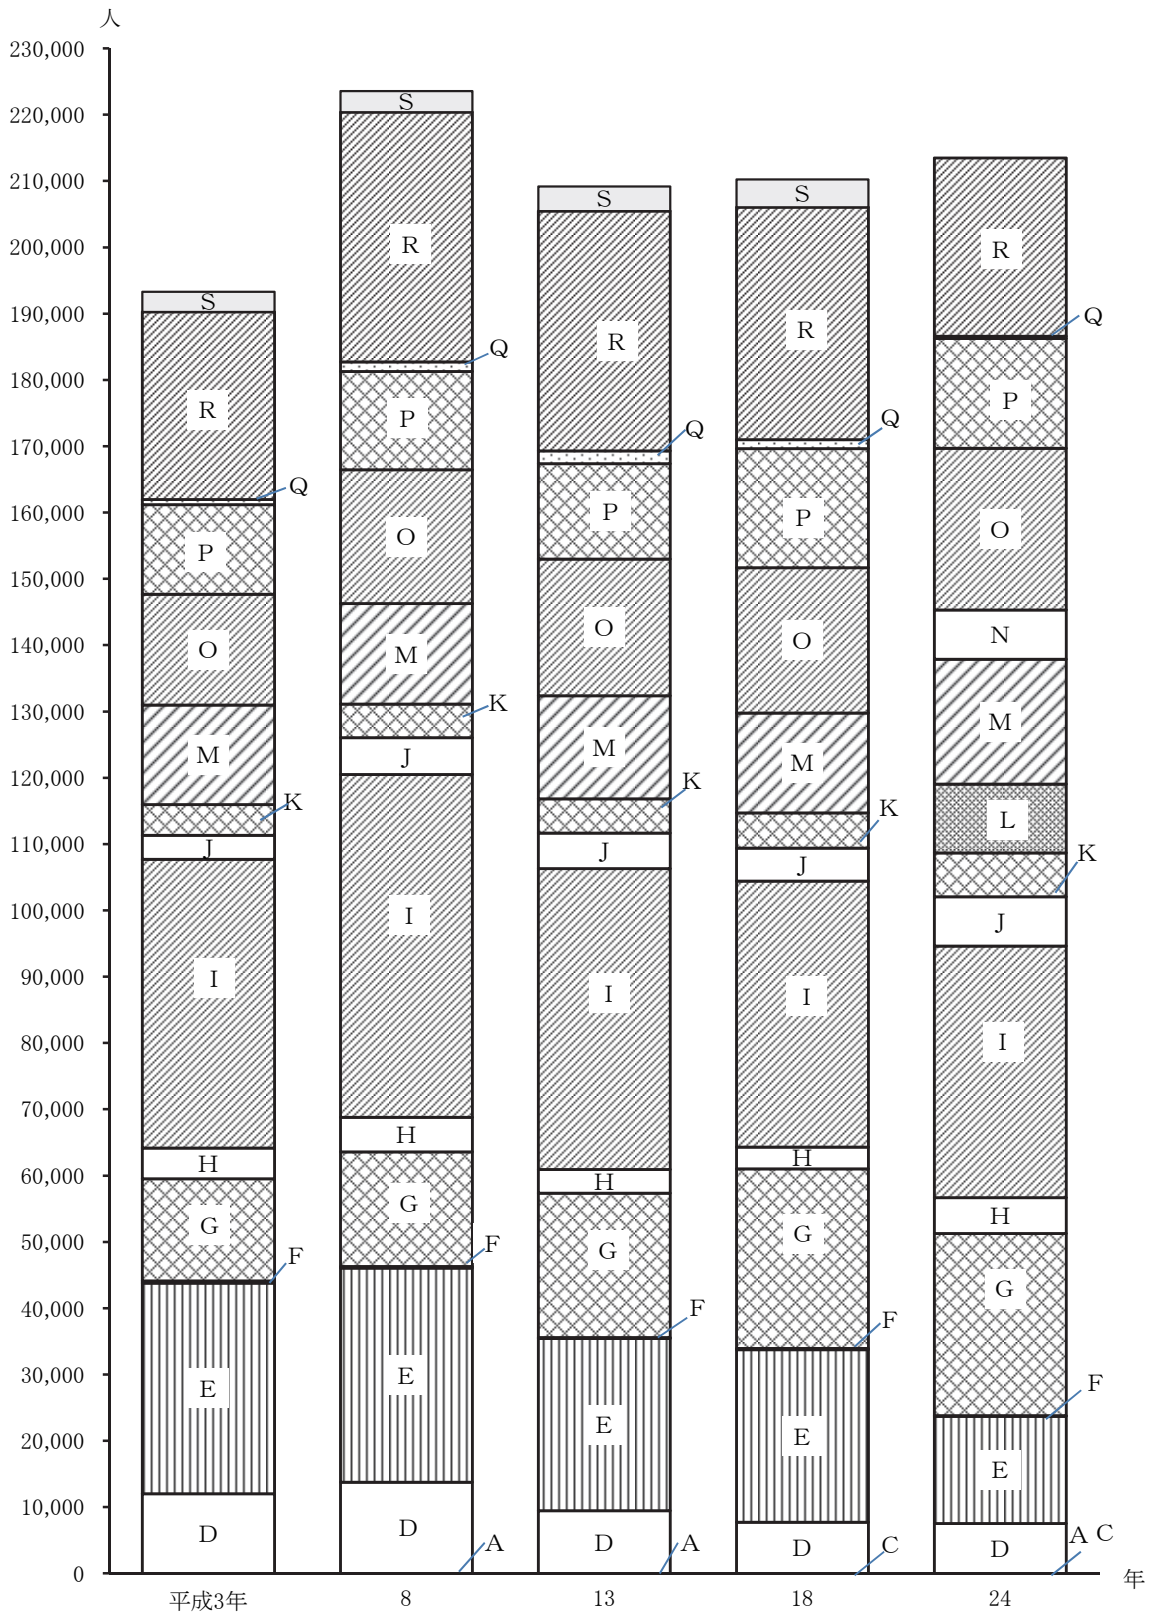 人
230,000
220,000
210,000
200,000
190,000
180,000
170,000
160,000
150,000
140,000
130,000
120,000
110,000
100,000
90,000
80,000
70,000
60,000
50,000
40,000
30,000
20,000
10,000
0
S
R
Q
P
O
M
K
J
I
H
G
F
E
D
平成3年
S
R
Q
P
O
M
K
J
I
H
G
F
E
D
A
8
S
R
Q
P
O
M
K
J
I
H
G
F
E
D
A
13
S
R
Q
P
O
M
K
J
I
H
G
F
E
D
C
18
R
Q
P
O
N
M
L
K
J
I
H
G
F
E
D
A C
24
年